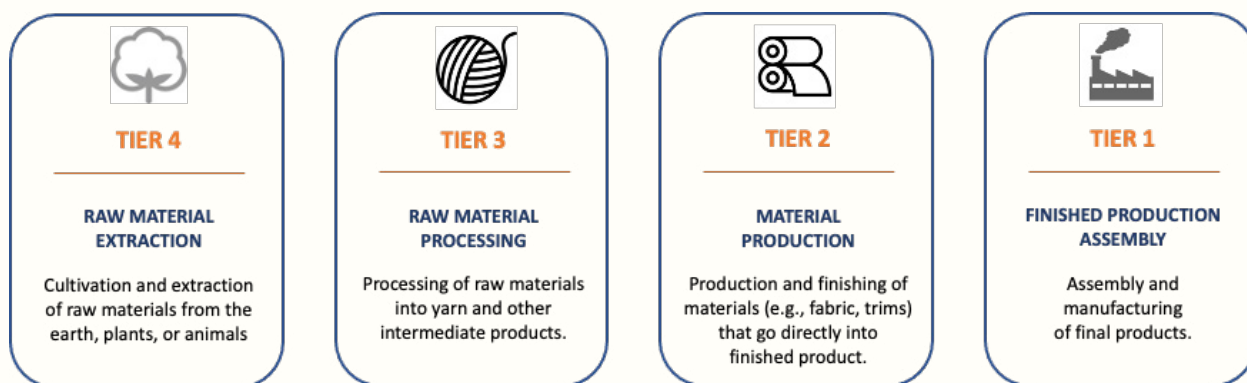 TIER 4
RAW MATERIAL
EXTRACTION
Cultivation and extraction
of raw materials from the
earth, plants, or animals
TIER 3
RAW MATERIAL
PROCESSING
Processing of raw materials
into yarn and other
intermediate products.
TIER 2
MATERIAL
PRODUCTION
Production and finishing of
materials (e.g., fabric, trims)
that go directly into
finished product.
TIER 1
FINISHED PRODUCTION
ASSEMBLY
Assembly and
manufacturing
of final products.